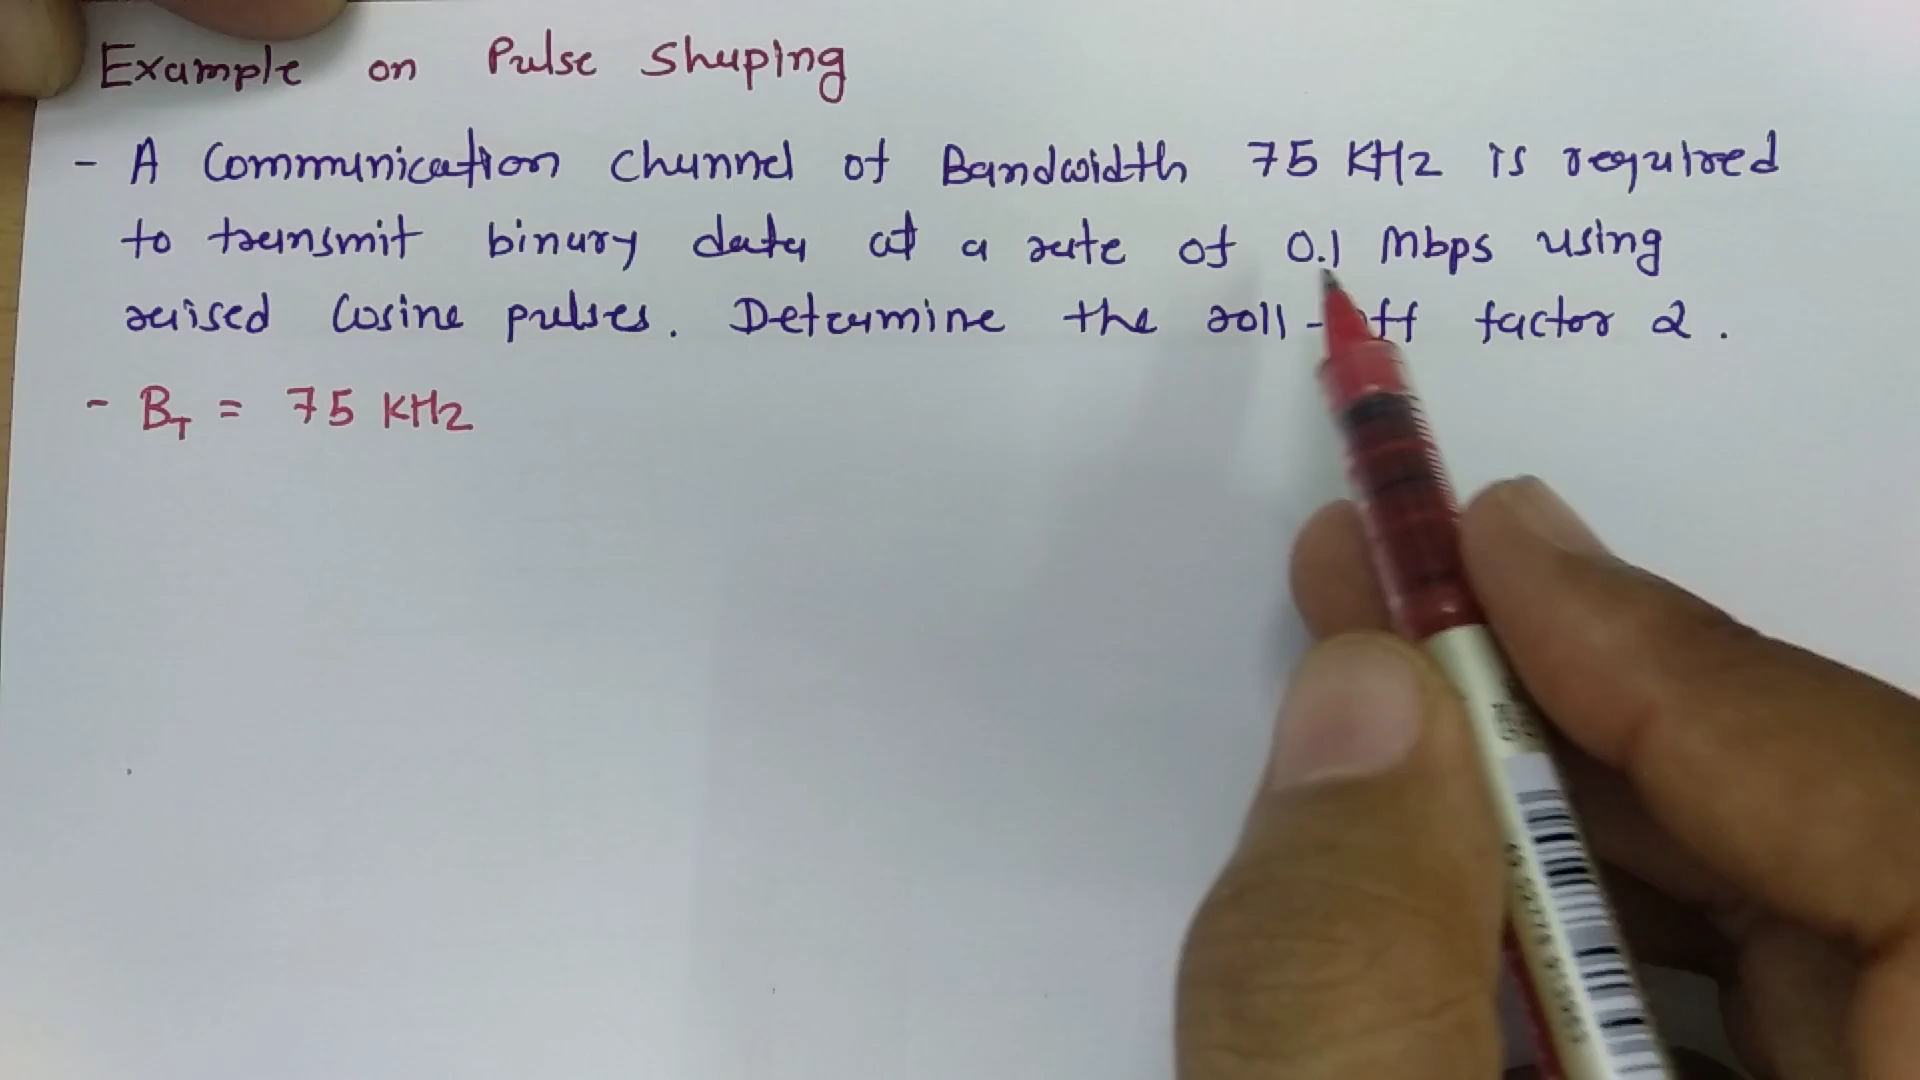 Example on Pulse Shaping
- A Communication channel of Bandwidth 75 KHz is required
to transmit binary data at a rate of 0.1 Mbps using
raised Cosine pulses. Determine the roll-off factor α.
- B_T = 75 KHz